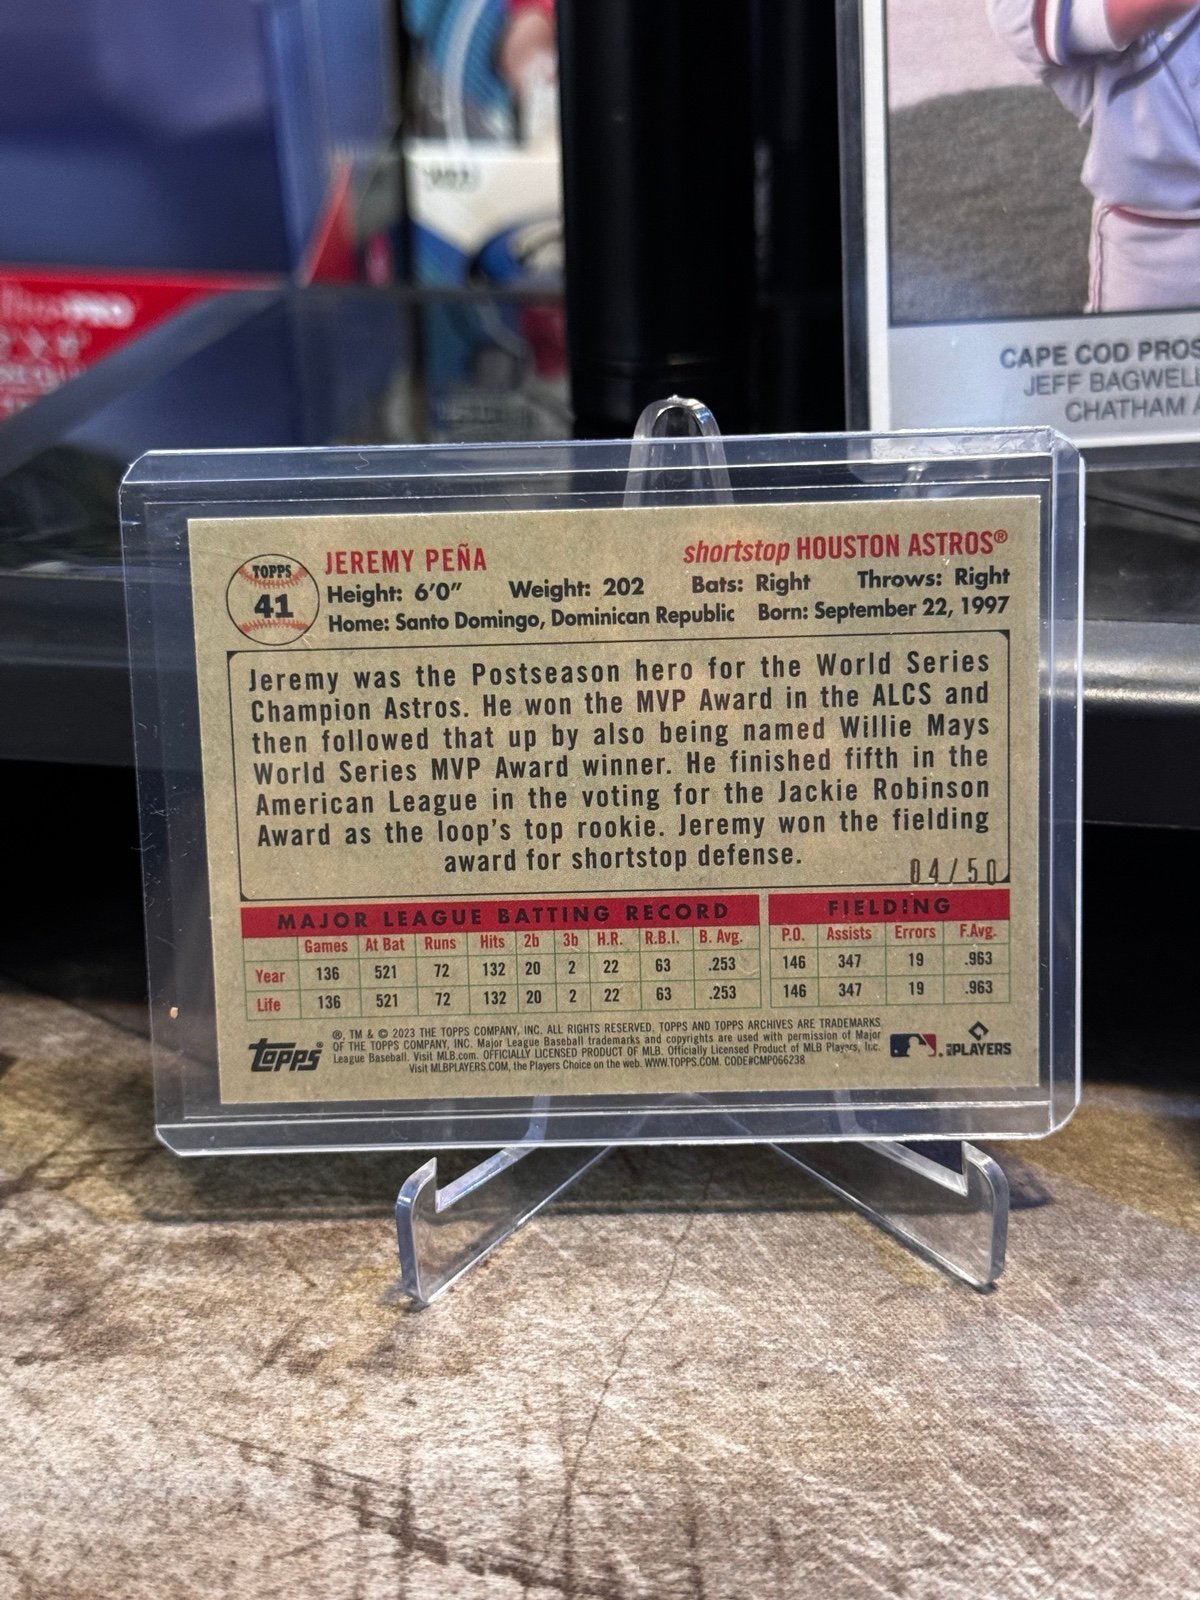 CAPE COD PROS
JEFF BAGWELL
CHATHAM A
TOPPS
41
JEREMY PEÑA
shortstop HOUSTON ASTROS®
Height: 6'0" Weight: 202 Bats: Right Throws: Right
Home: Santo Domingo, Dominican Republic Born: September 22, 1997
Jeremy was the Postseason hero for the World Series
Champion Astros. He won the MVP Award in the ALCS and
then followed that up by also being named Willie Mays
World Series MVP Award winner. He finished fifth in the
American League in the voting for the Jackie Robinson
Award as the loop's top rookie. Jeremy won the fielding
award for shortstop defense.
04/50
MAJOR LEAGUE BATTING RECORD FIELDING
Games At Bat Runs Hits 2b 3b H.R. R.B.I. B. Avg. P.O. Assists Errors F.Avg.
Year 136 521 72 132 20 2 22 63 .253 146 347 19 .963
Life 136 521 72 132 20 2 22 63 .253 146 347 19 .963
topps®
®, TM & © 2023 THE TOPPS COMPANY, INC. ALL RIGHTS RESERVED. TOPPS AND TOPPS ARCHIVES ARE TRADEMARKS
OF THE TOPPS COMPANY, INC. Major League Baseball trademarks and copyrights are used with permission of Major
League Baseball. Visit MLB.com. OFFICIALLY LICENSED PRODUCT OF MLB. Officially Licensed Product of MLB Players, Inc.
Visit MLBPLAYERS.COM, the Players Choice on the web. WWW.TOPPS.COM. CODE#CMP066238
PLAYERS